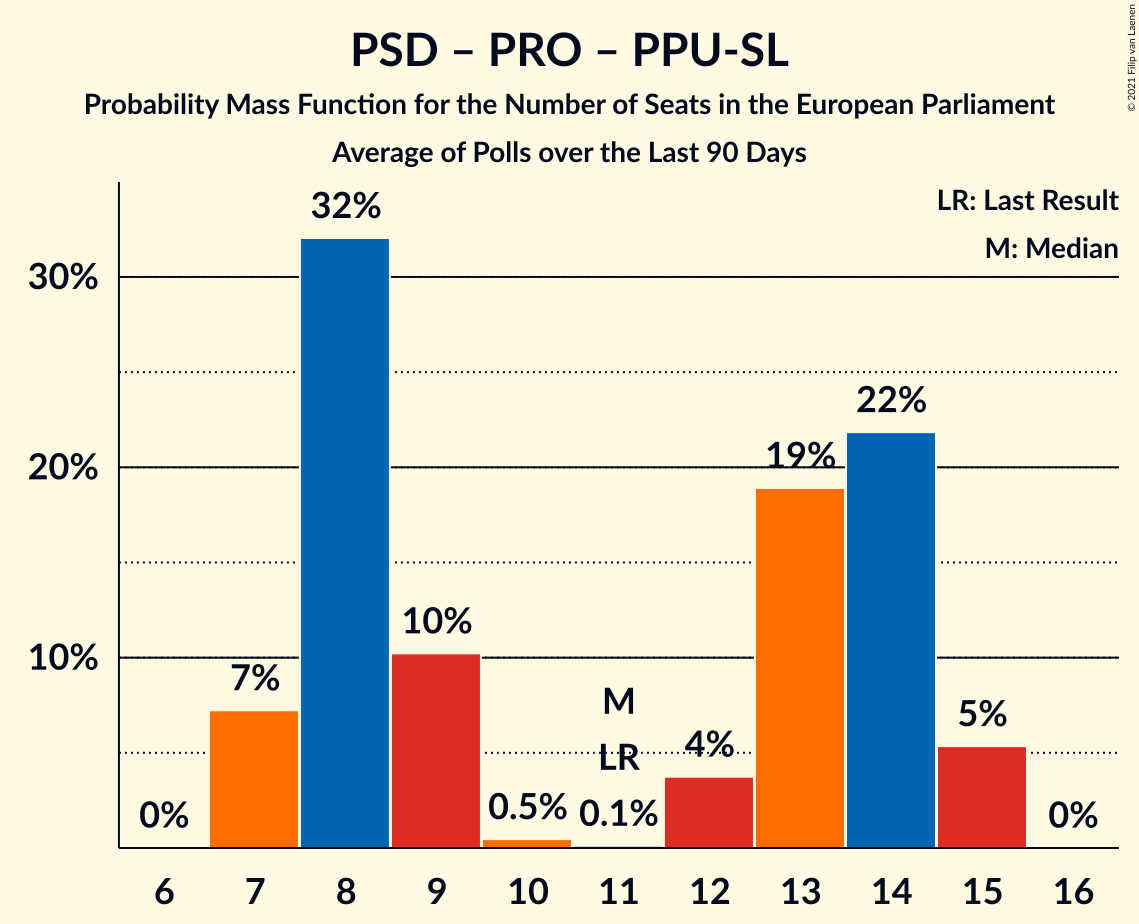 PSD – PRO – PPU-SL
Probability Mass Function for the Number of Seats in the European Parliament
Average of Polls over the Last 90 Days
© 2021 Filip van Laenen
LR: Last Result
M: Median
32%
30%
22%
20%
19%
10%
10%
7%
M
LR
4%
5%
0%
0.5%
0.1%
0%
6 7 8 9 10 11 12 13 14 15 16